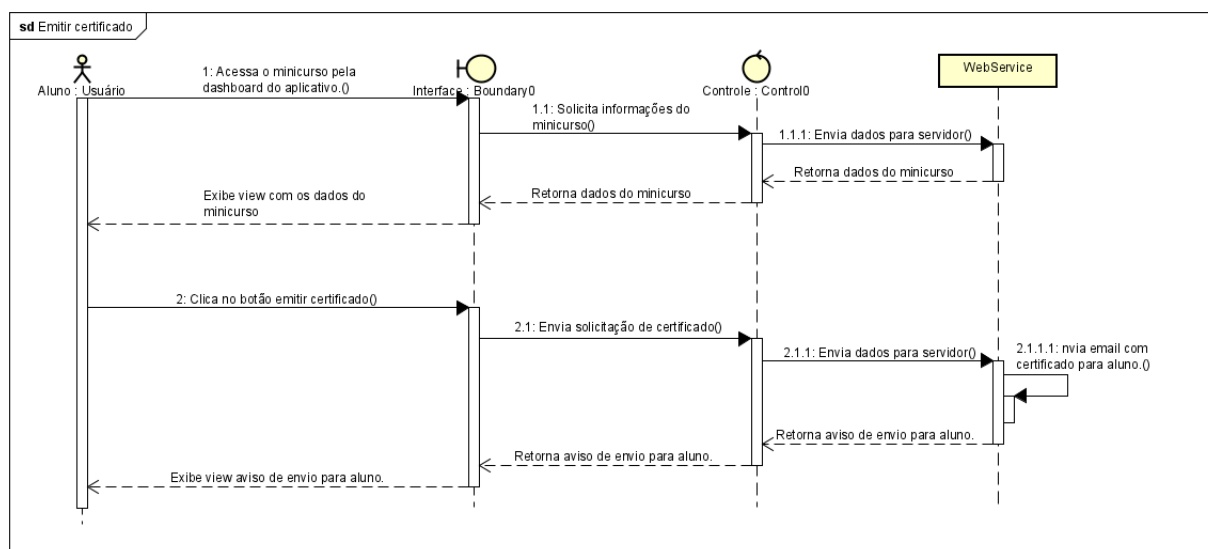 sd Emitir certificado
Aluno : Usuário
1: Acessa o minicurso pela
dashboard do aplicativo.()
Interface : Boundary0
Controle : Control0
WebService
1.1: Solicita informações do
minicurso()
1.1.1: Envia dados para servidor()
Retorna dados do minicurso
Retorna dados do minicurso
Exibe view com os dados do
minicurso
2: Clica no botão emitir certificado()
2.1: Envia solicitação de certificado()
2.1.1: Envia dados para servidor()
2.1.1.1: nvia email com
certificado para aluno.()
Retorna aviso de envio para aluno.
Retorna aviso de envio para aluno.
Exibe view aviso de envio para aluno.